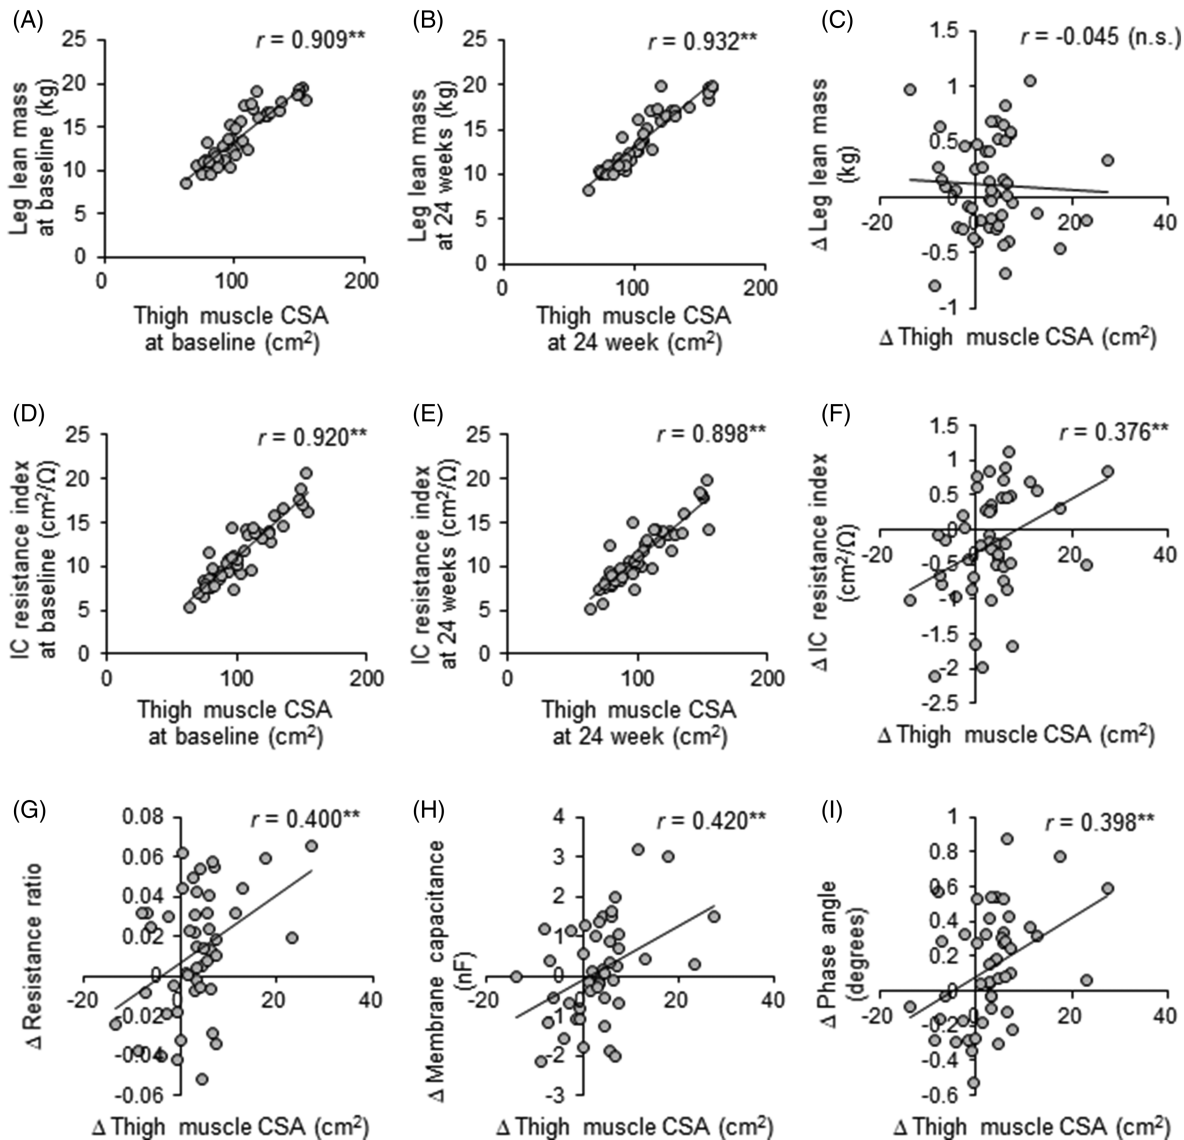 (A)
r = 0.909**
25
20
15
10
5
0
0
100
200
Leg lean mass
at baseline (kg)
Thigh muscle CSA
at baseline (cm²)
(B)
r = 0.932**
25
20
15
10
5
0
0
100
200
Leg lean mass
at 24 weeks (kg)
Thigh muscle CSA
at 24 week (cm²)
(C)
r = -0.045 (n.s.)
1.5
1
0.5
0
-0.5
-1
-20
0
20
40
Δ Leg lean mass
(kg)
Δ Thigh muscle CSA (cm²)
(D)
r = 0.920**
25
20
15
10
5
0
0
100
200
IC resistance index
at baseline (cm²/Ω)
Thigh muscle CSA
at baseline (cm²)
(E)
r = 0.898**
25
20
15
10
5
0
0
100
200
IC resistance index
at 24 weeks (cm²/Ω)
Thigh muscle CSA
at 24 week (cm²)
(F)
r = 0.376**
1.5
1
0.5
0
-0.5
-1
-1.5
-2
-2.5
-20
0
20
40
Δ IC resistance index
(cm²/Ω)
Δ Thigh muscle CSA (cm²)
(G)
r = 0.400**
0.08
0.06
0.04
0.02
0
-0.02
-0.04
-0.06
-20
0
20
40
Δ Resistance ratio
Δ Thigh muscle CSA (cm²)
(H)
r = 0.420**
4
3
2
1
0
-1
-2
-3
-20
0
20
40
Δ Membrane capacitance
(nF)
Δ Thigh muscle CSA (cm²)
(I)
r = 0.398**
1
0.8
0.6
0.4
0.2
0
-0.2
-0.4
-0.6
-20
0
20
40
Δ Phase angle
(degrees)
Δ Thigh muscle CSA (cm²)